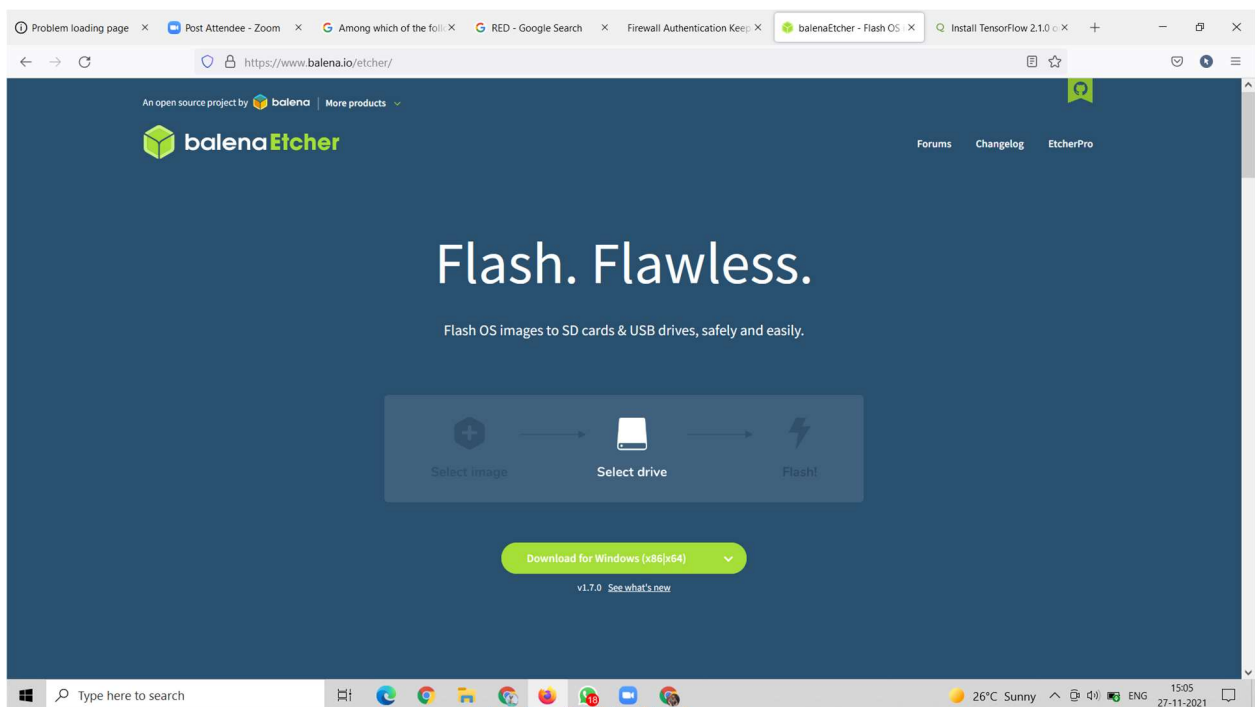 Problem loading page
Post Attendee - Zoom
Among which of the foll
RED - Google Search
Firewall Authentication Keep
balenaEtcher - Flash OS i
Install TensorFlow 2.1.0 o
https://www.balena.io/etcher/
An open source project by balena | More products
balenaEtcher
Forums Changelog EtcherPro
Flash. Flawless.
Flash OS images to SD cards & USB drives, safely and easily.
Select image Select drive Flash!
Download for Windows (x86|x64)
v1.7.0 See what's new
Type here to search
18
26°C Sunny
ENG
15:05
27-11-2021